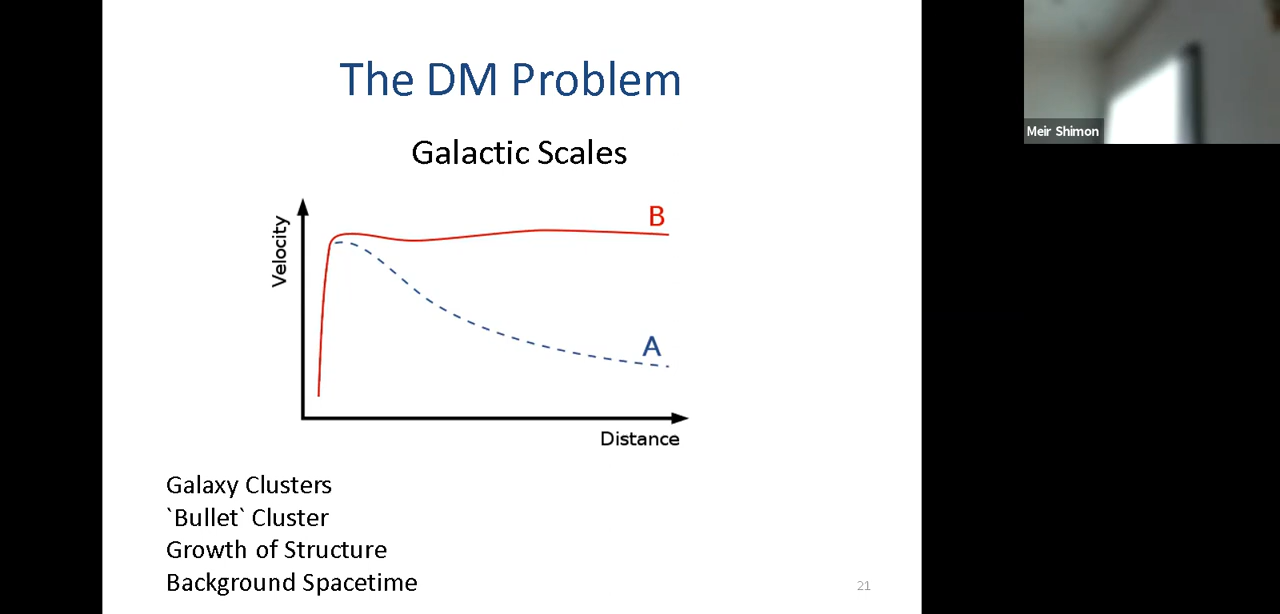 The DM Problem
Galactic Scales
Velocity
B
A
Distance
Galaxy Clusters
`Bullet` Cluster
Growth of Structure
Background Spacetime
21
Meir Shimon